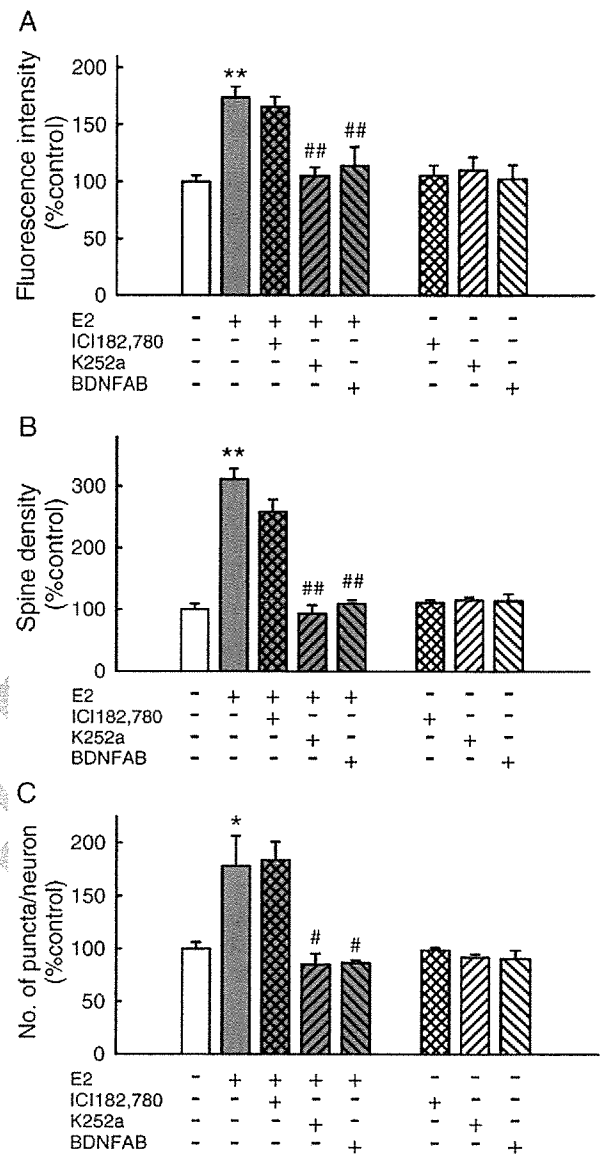 A
Fluorescence intensity
(%control)
200
150
100
50
0
**
##
##
E2 - + + + + - - -
ICI182,780 - - + - - + - -
K252a - - - + - - + -
BDNFAB - - - - + - - +
B
Spine density
(%control)
300
200
100
0
**
##
##
E2 - + + + + - - -
ICI182,780 - - + - - + - -
K252a - - - + - - + -
BDNFAB - - - - + - - +
C
No. of puncta/neuron
(%control)
200
150
100
50
0
*
#
#
E2 - + + + + - - -
ICI182,780 - - + - - + - -
K252a - - - + - - + -
BDNFAB - - - - + - - +